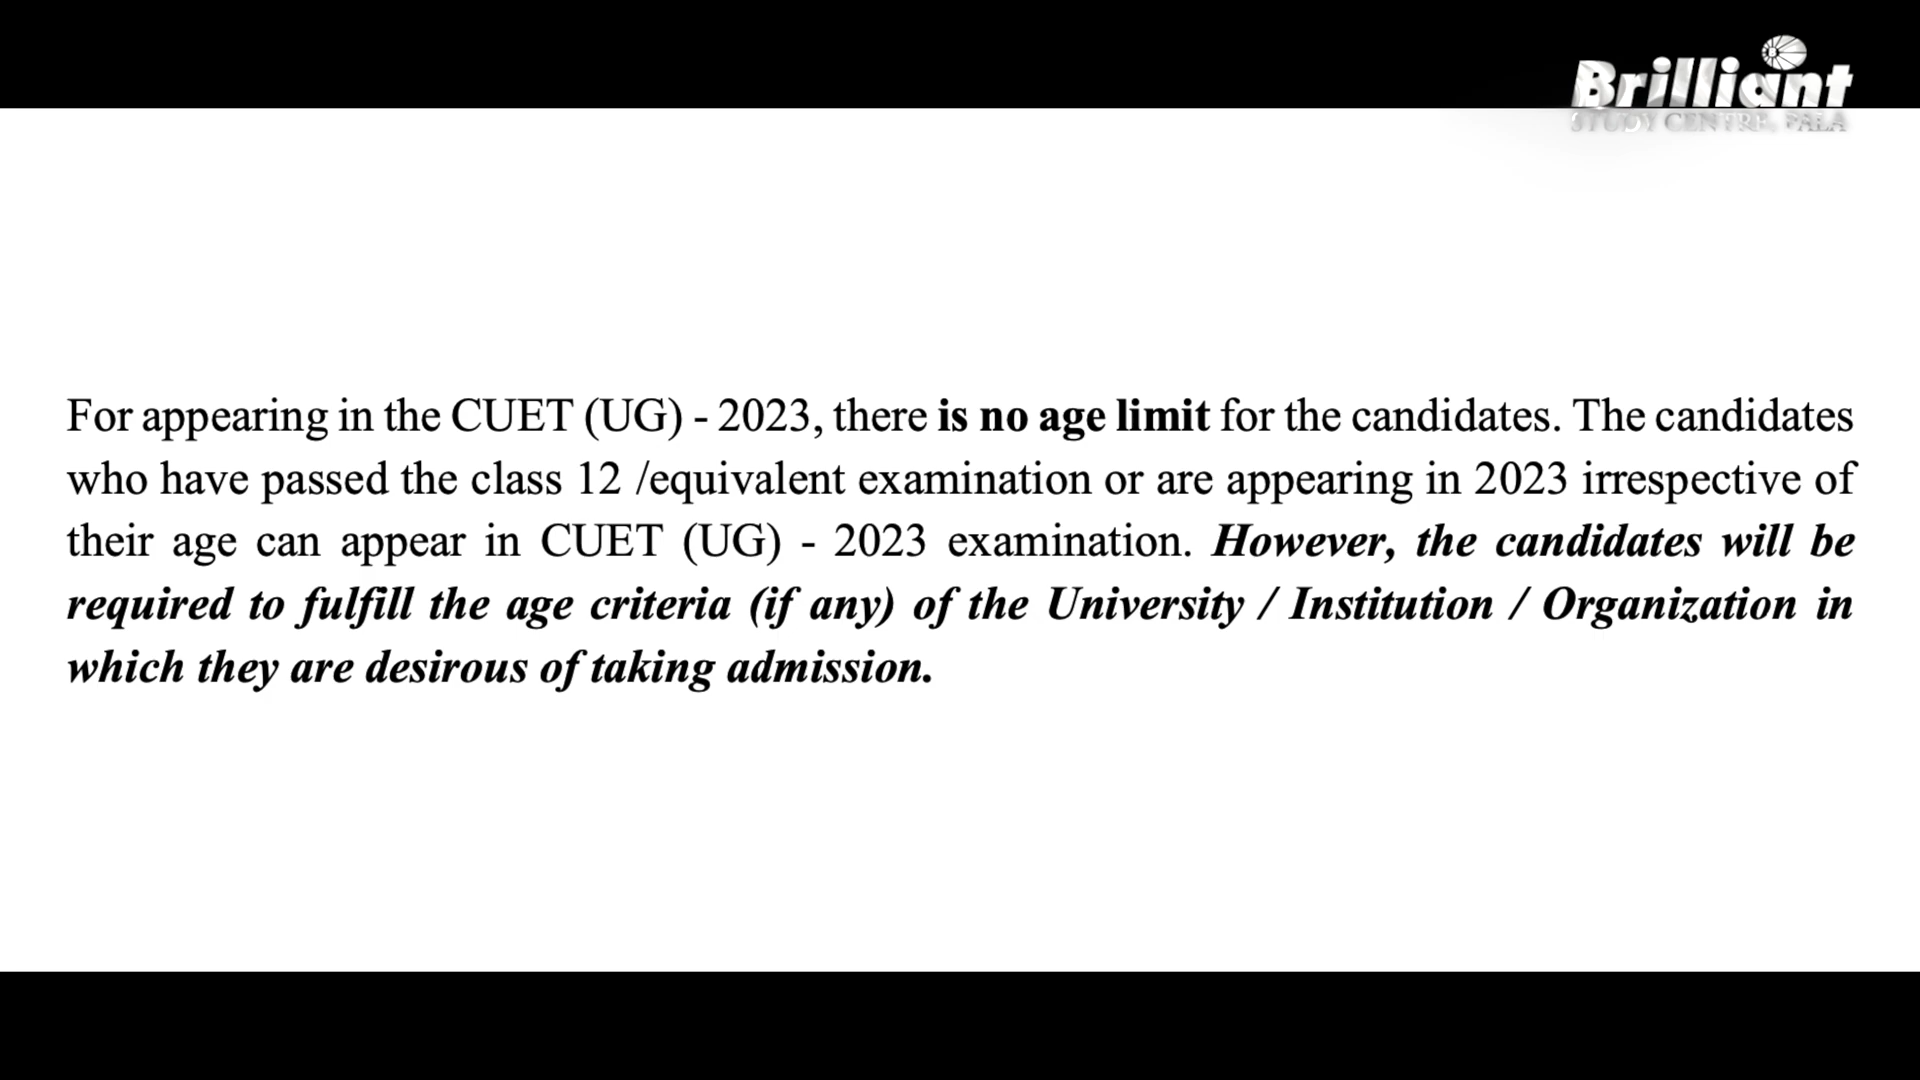 Brilliant
STUDY CENTRE, PALA
For appearing in the CUET (UG) - 2023, there is no age limit for the candidates. The candidates
who have passed the class 12 /equivalent examination or are appearing in 2023 irrespective of
their age can appear in CUET (UG) - 2023 examination. However, the candidates will be
required to fulfill the age criteria (if any) of the University / Institution / Organization in
which they are desirous of taking admission.